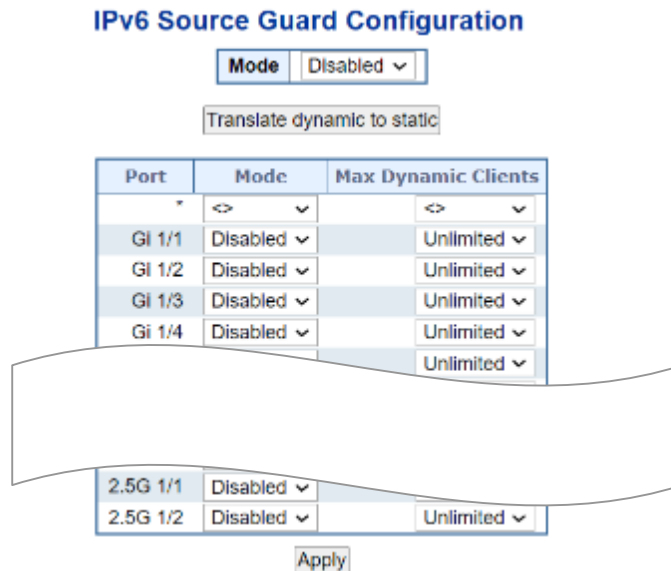 IPv6 Source Guard Configuration
Mode Disabled
Translate dynamic to static
Port Mode Max Dynamic Clients
* <> <>
Gi 1/1 Disabled Unlimited
Gi 1/2 Disabled Unlimited
Gi 1/3 Disabled Unlimited
Gi 1/4 Disabled Unlimited
Unlimited
2.5G 1/1 Disabled
2.5G 1/2 Disabled Unlimited
Apply